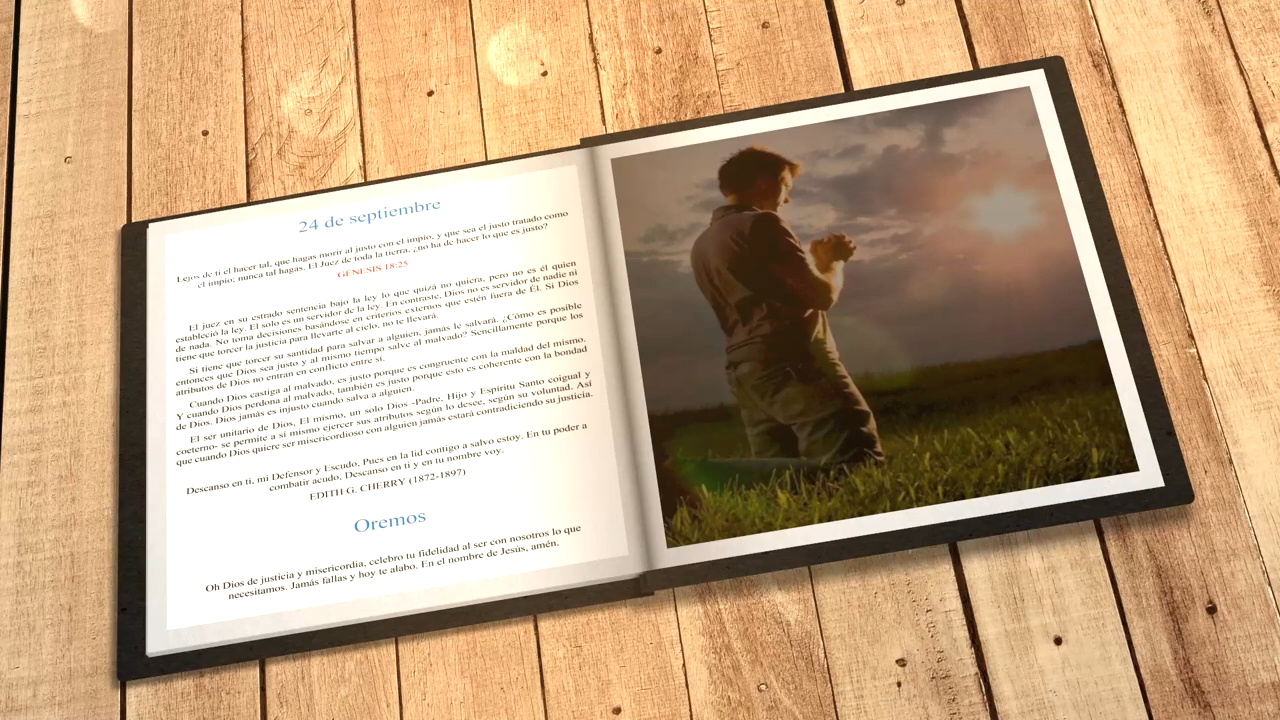 24 de septiembre
Lejos de ti el hacer tal, que hagas morir al justo con el impío, y que sea el justo tratado como
el impío; nunca tal hagas. El Juez de toda la tierra, ¿no ha de hacer lo que es justo?
GÉNESIS 18:25
El juez en su estrado sentencia bajo la ley lo que quizá no quiera, pero no es él quien
estableció la ley. El solo es un servidor de la ley. En contraste, Dios no es servidor de nadie ni
de nada. No toma decisiones basándose en criterios externos que estén fuera de Él. Si Dios
tiene que torcer la justicia para llevarte al cielo, no te llevará.
Si tiene que torcer su santidad para salvar a alguien, jamás le salvará. ¿Cómo es posible
entonces que Dios sea justo y al mismo tiempo salve al malvado? Sencillamente porque los
atributos de Dios no entran en conflicto entre sí.
Cuando Dios castiga al malvado, es justo porque es congruente con la maldad del mismo.
Y cuando Dios perdona al malvado, también es justo porque esto es coherente con la bondad
de Dios. Dios jamás es injusto cuando salva a alguien.
El ser unitario de Dios, El mismo, un solo Dios -Padre, Hijo y Espíritu Santo coigual y
coeterno- se permite a sí mismo ejercer sus atributos según lo desee, según su voluntad. Así
que cuando Dios quiere ser misericordioso con alguien jamás estará contradiciendo su justicia.
Descanso en ti, mi Defensor y Escudo, Pues en la lid contigo a salvo estoy. En tu poder a
combatir acudo, Descanso en ti y en tu nombre voy.
EDITH G. CHERRY (1872-1897)
Oremos
Oh Dios de justicia y misericordia, celebro tu fidelidad al ser con nosotros lo que
necesitamos. Jamás fallas y hoy te alabo. En el nombre de Jesús, amén.